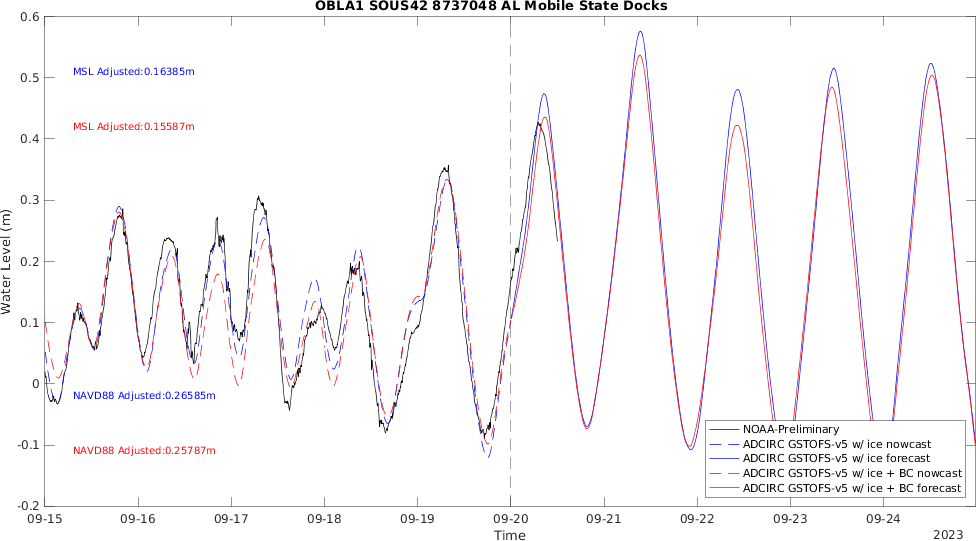 OBLA1 SOUS42 8737048 AL Mobile State Docks
0.6
0.5
0.4
0.3
0.2
0.1
0
-0.1
-0.2
Water Level (m)
MSL Adjusted:0.16385m
MSL Adjusted:0.15587m
NAVD88 Adjusted:0.26585m
NAVD88 Adjusted:0.25787m
NOAA-Preliminary
ADCIRC GSTOFS-v5 w/ ice nowcast
ADCIRC GSTOFS-v5 w/ ice forecast
ADCIRC GSTOFS-v5 w/ice + BC nowcast
ADCIRC GSTOFS-v5 w/ice + BC forecast
09-15 09-16 09-17 09-18 09-19 09-20 09-21 09-22 09-23 09-24
Time
2023